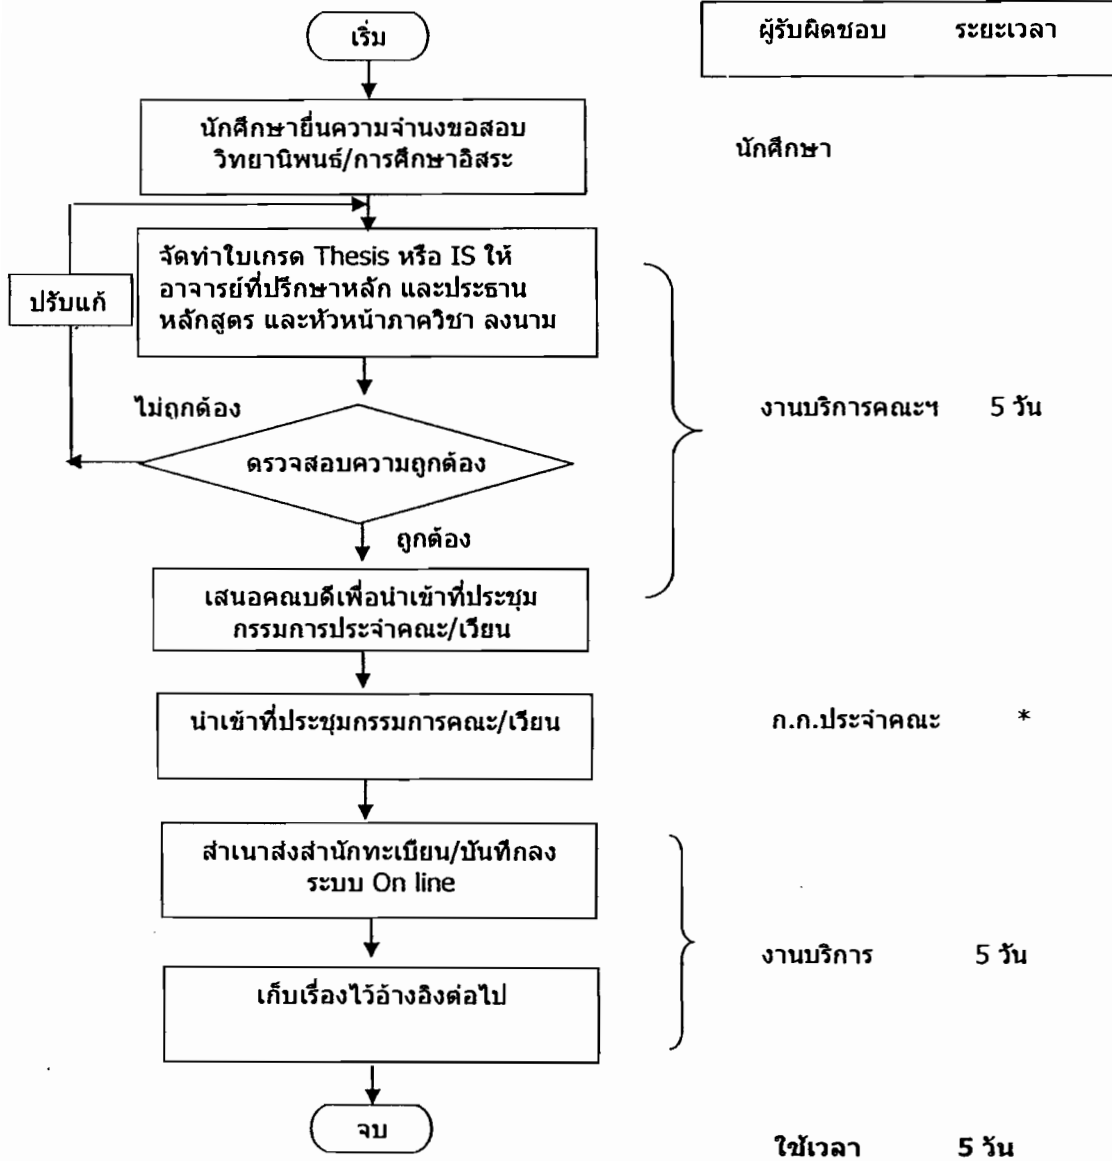 เริ่ม
ผู้รับผิดชอบ ระยะเวลา
นักศึกษายื่นความจำนงขอสอบ
วิทยานิพนธ์/การศึกษาอิสระ
นักศึกษา
จัดทำใบเกรด Thesis หรือ IS ให้
อาจารย์ที่ปรึกษาหลัก และประธาน
หลักสูตร และหัวหน้าภาควิชา ลงนาม
ปรับแก้
ไม่ถูกต้อง
งานบริการคณะฯ 5 วัน
ตรวจสอบความถูกต้อง
ถูกต้อง
เสนอคณบดีเพื่อนำเข้าที่ประชุม
กรรมการประจำคณะ/เวียน
นำเข้าที่ประชุมกรรมการคณะ/เวียน
ก.ก.ประจำคณะ *
สำเนาส่งสำนักทะเบียน/บันทึกลง
ระบบ On line
งานบริการ 5 วัน
เก็บเรื่องไว้อ้างอิงต่อไป
จบ
ใช้เวลา 5 วัน